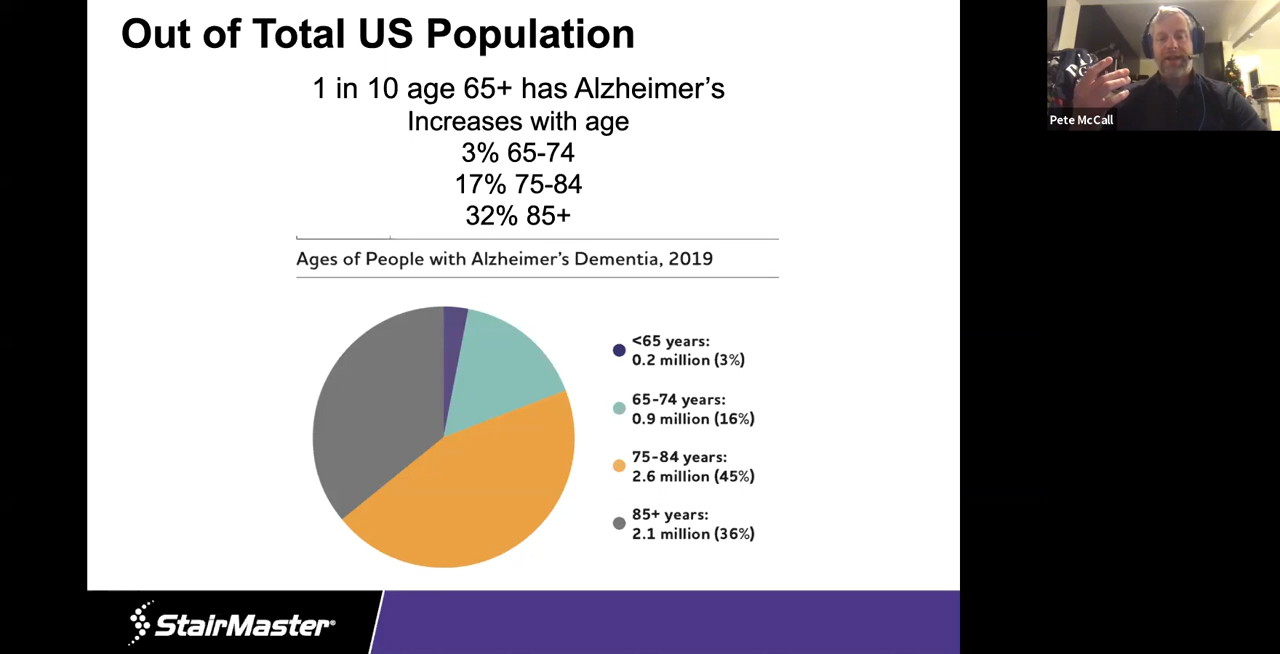 Out of Total US Population
1 in 10 age 65+ has Alzheimer’s
Increases with age
3% 65-74
17% 75-84
32% 85+
Ages of People with Alzheimer’s Dementia, 2019
<65 years:
0.2 million (3%)
65-74 years:
0.9 million (16%)
75-84 years:
2.6 million (45%)
85+ years:
2.1 million (36%)
StairMaster®
Pete McCall